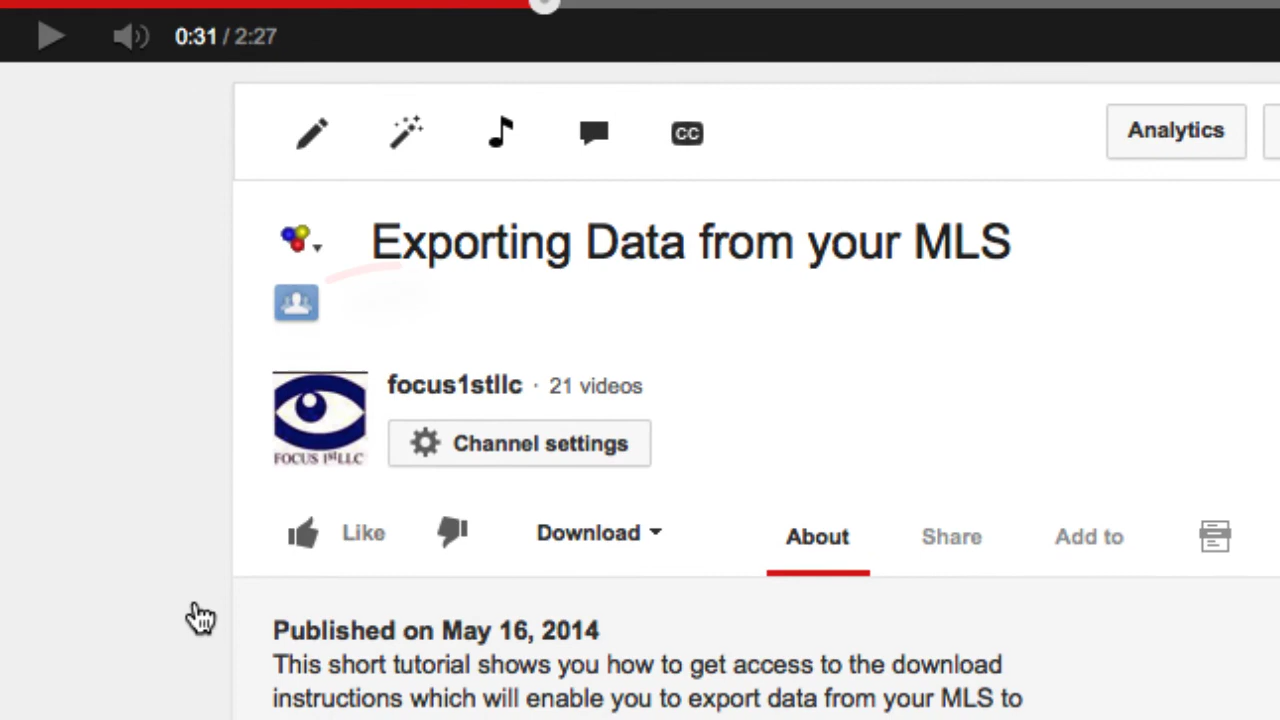 0:31 / 2:27
CC
Analytics
Exporting Data from your MLS
focus1stllc · 21 videos
FOCUS 1st LLC
Channel settings
Like
Download
About
Share
Add to
Published on May 16, 2014
This short tutorial shows you how to get access to the download
instructions which will enable you to export data from your MLS to